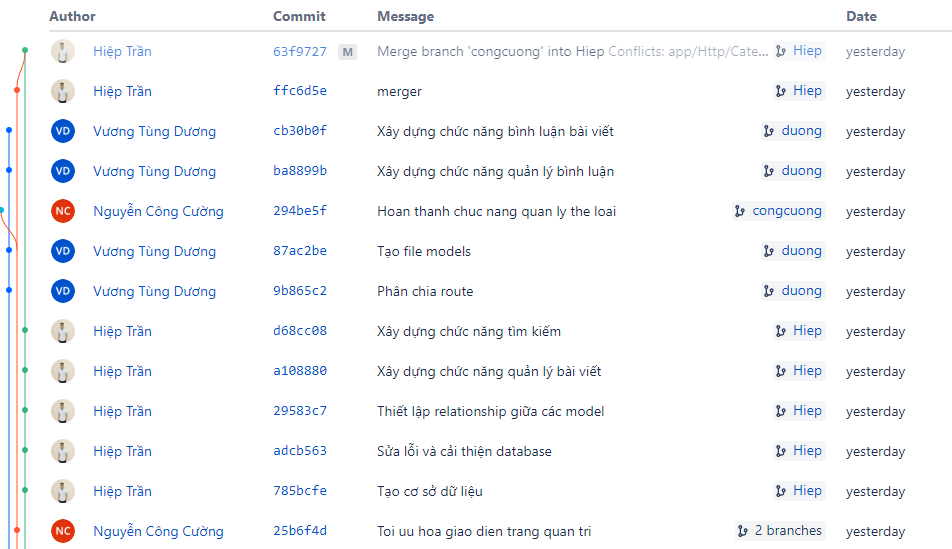 Author Commit Message Date
Hiệp Trần 63f9727 M Merge branch 'congcuong' into Hiep Conflicts: app/Http/Cate... Hiep yesterday
Hiệp Trần ffc6d5e merger Hiep yesterday
VD Vương Tùng Dương cb30b0f Xây dựng chức năng bình luận bài viết duong yesterday
VD Vương Tùng Dương ba8899b Xây dựng chức năng quản lý bình luận duong yesterday
NC Nguyễn Công Cường 294be5f Hoan thanh chuc nang quan ly the loai congcuong yesterday
VD Vương Tùng Dương 87ac2be Tạo file models duong yesterday
VD Vương Tùng Dương 9b865c2 Phân chia route duong yesterday
Hiệp Trần d68cc08 Xây dựng chức năng tìm kiếm Hiep yesterday
Hiệp Trần a108880 Xây dựng chức năng quản lý bài viết Hiep yesterday
Hiệp Trần 29583c7 Thiết lập relationship giữa các model Hiep yesterday
Hiệp Trần adcb563 Sửa lỗi và cải thiện database Hiep yesterday
Hiệp Trần 785bcfe Tạo cơ sở dữ liệu Hiep yesterday
NC Nguyễn Công Cường 25b6f4d Toi uu hoa giao dien trang quan tri 2 branches yesterday